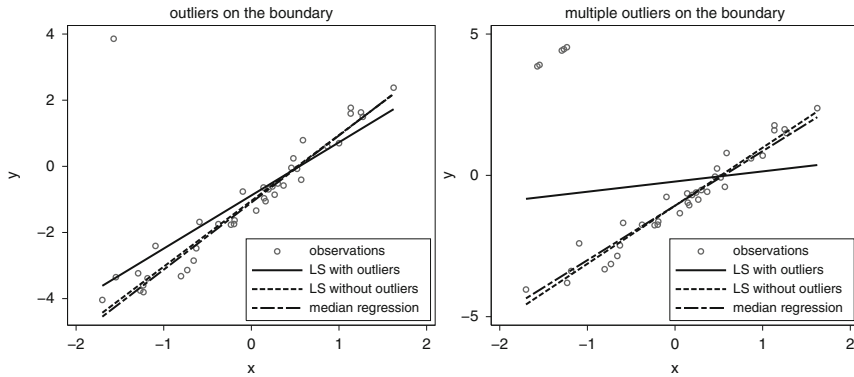 outliers on the boundary
4
2
0
−2
−4
y
−2
−1
0
1
2
x
observations
LS with outliers
LS without outliers
median regression
multiple outliers on the boundary
5
0
−5
y
−2
−1
0
1
2
x
observations
LS with outliers
LS without outliers
median regression